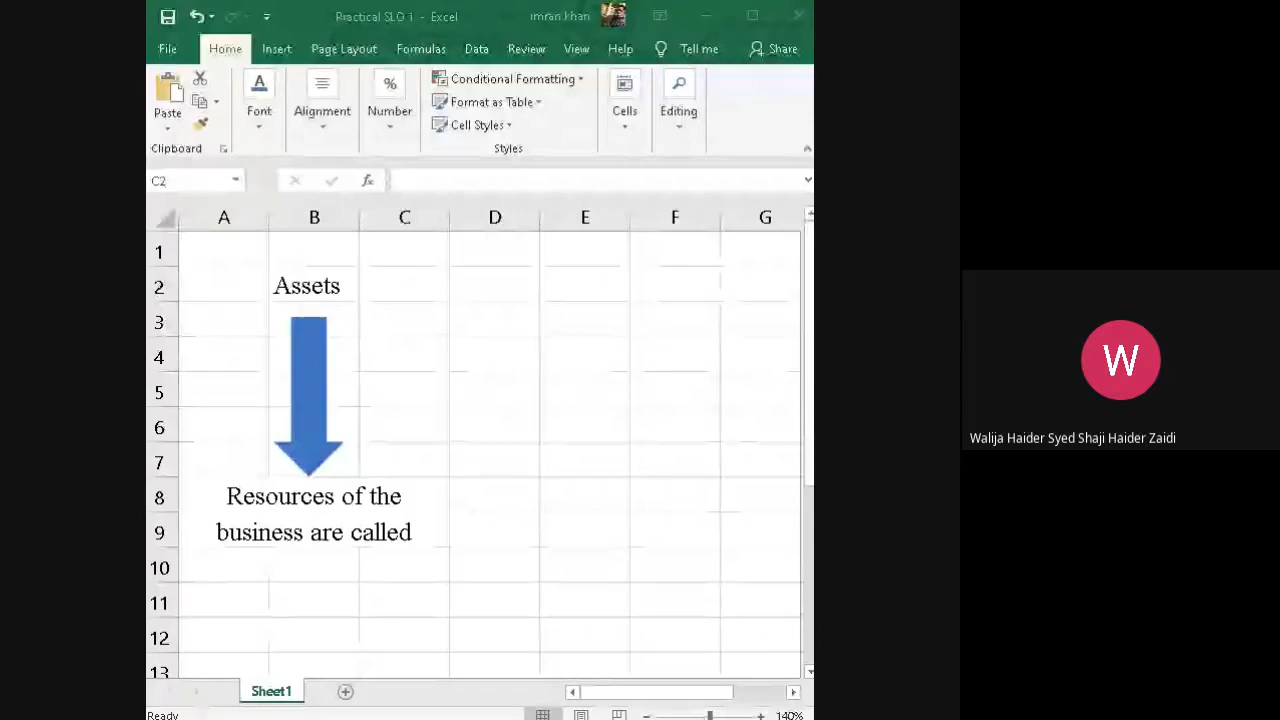 Practical SLO 1 - Excel
imran khan
File Home Insert Page Layout Formulas Data Review View Help Tell me Share
Paste
Clipboard
A
Font
Alignment
%
Number
Conditional Formatting
Format as Table
Cell Styles
Styles
Cells
Editing
C2
fx
A B C D E F G
1
2
3
4
5
6
7
8
9
10
11
12
13
Assets
Resources of the
business are called
Sheet1
Ready
140%
W
Walija Haider Syed Shaji Haider Zaidi